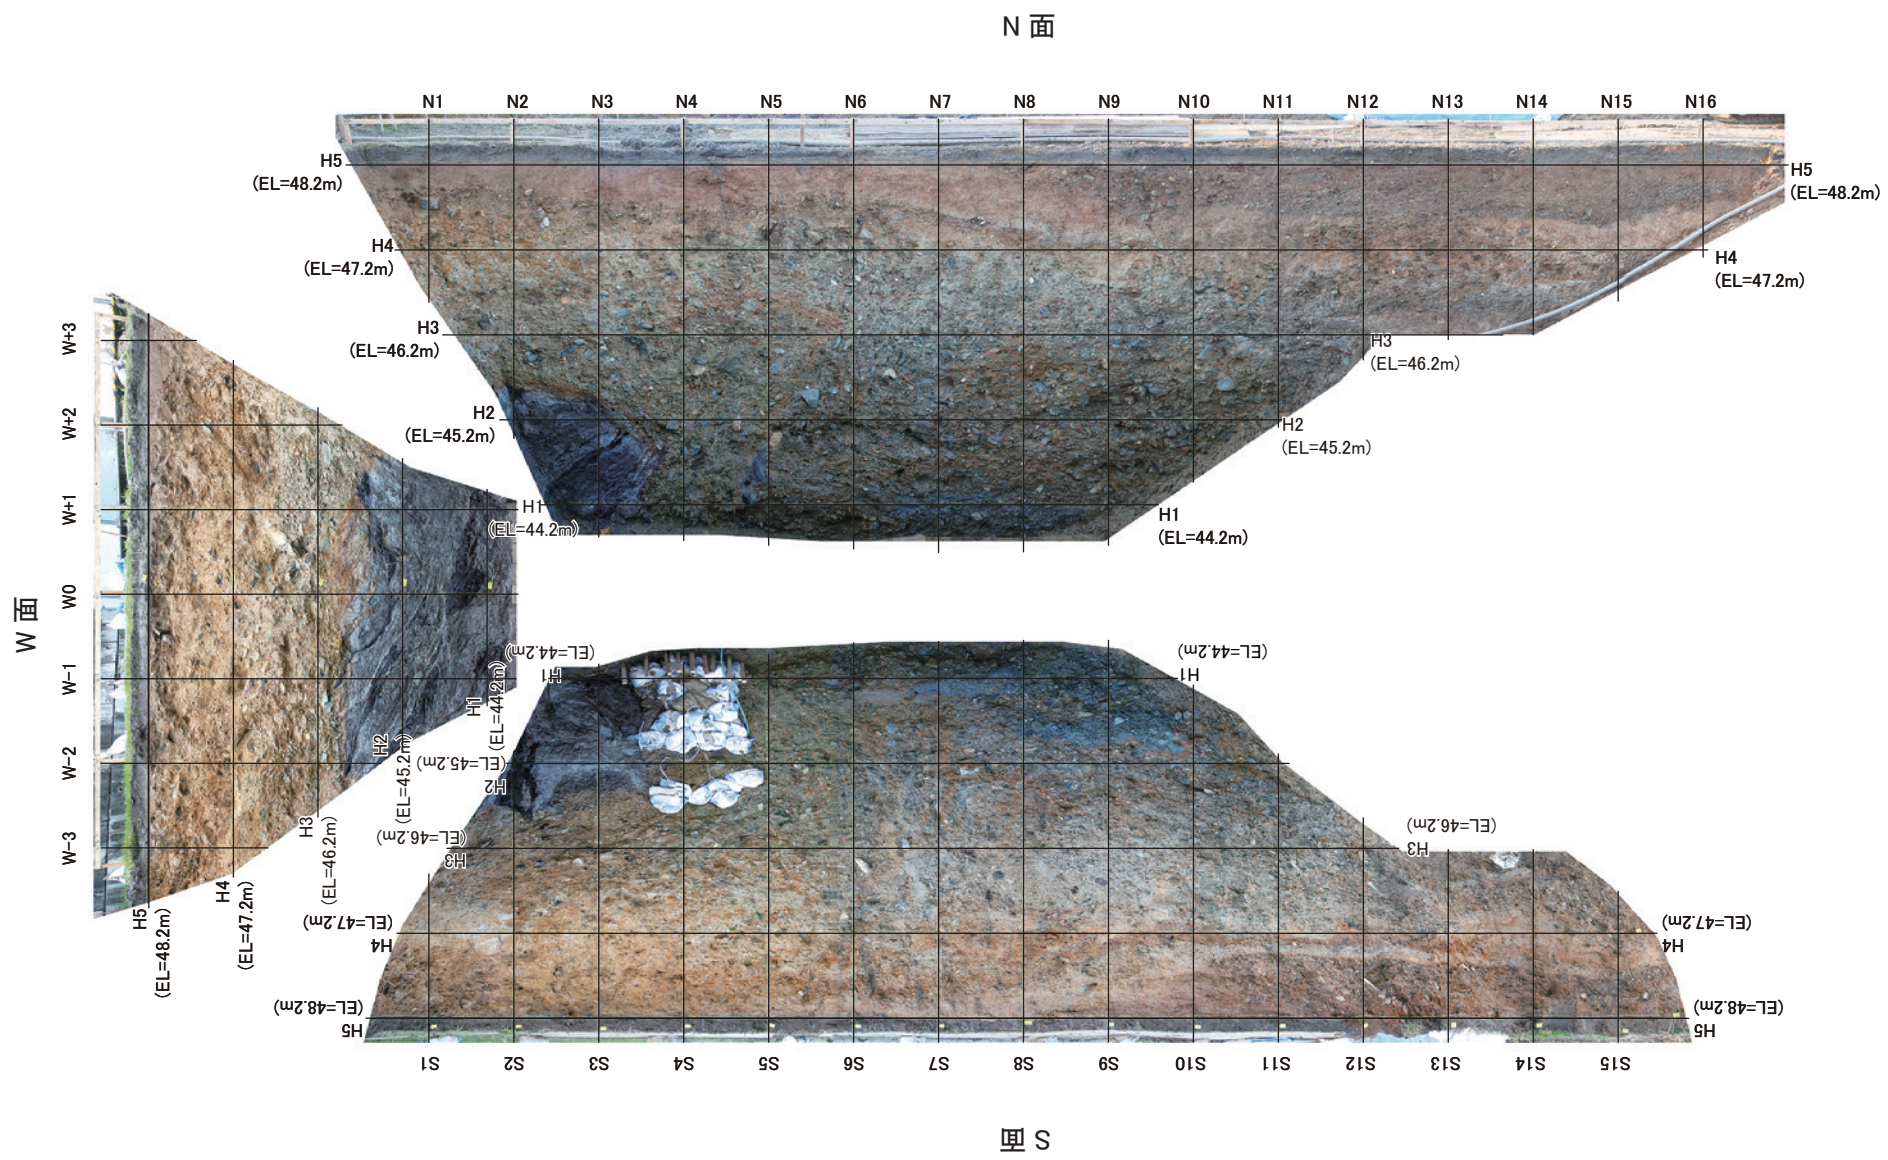 N 面
N1 N2 N3 N4 N5 N6 N7 N8 N9 N10 N11 N12 N13 N14 N15 N16
H5
(EL=48.2m)
H4
(EL=47.2m)
H3
(EL=46.2m)
H2
(EL=45.2m)
H1
(EL=44.2m)
H5
(EL=48.2m)
H4
(EL=47.2m)
H3
(EL=46.2m)
H2
(EL=45.2m)
H1
(EL=44.2m)
W 面
W+3
W+2
W+1
W0
W-1
W-2
W-3
H5
(EL=48.2m)
H4
(EL=47.2m)
H3
(EL=46.2m)
H2
(EL=45.2m)
H1
(EL=44.2m)
(EL=44.2m)
H1
(EL=45.2m)
H2
(EL=46.2m)
H3
(EL=47.2m)
H4
(EL=48.2m)
H5
(EL=44.2m)
H1
(EL=46.2m)
H3
(EL=47.2m)
H4
(EL=48.2m)
H5
S1 S2 S3 S4 S5 S6 S7 S8 S9 S10 S11 S12 S13 S14 S15
S 面